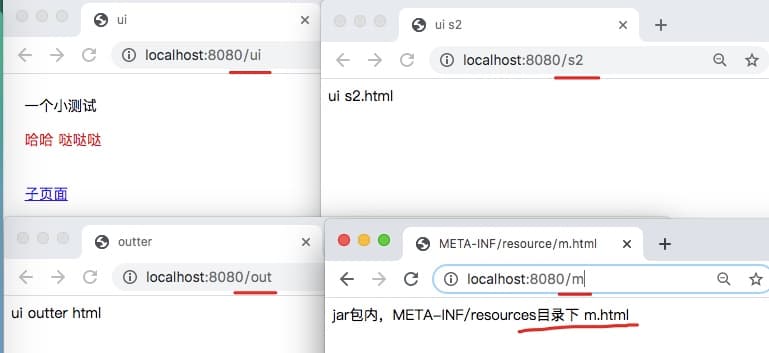 ui
localhost:8080/ui
一个小测试
哈哈 哒哒哒
子页面
ui s2
localhost:8080/s2
ui s2.html
outter
localhost:8080/out
ui outter html
META-INF/resource/m.html
localhost:8080/m
jar包内，META-INF/resources目录下 m.html